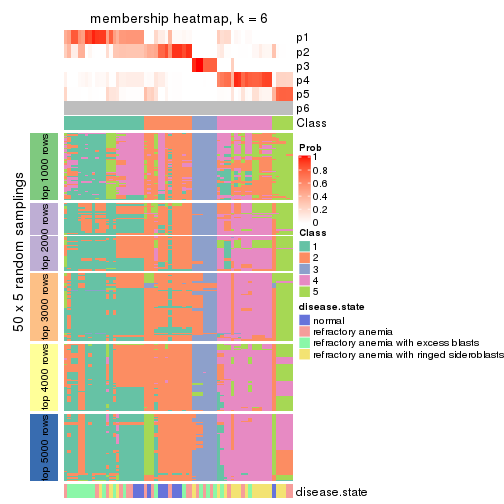 membership heatmap, k = 6
p1
p2
p3
p4
p5
p6
Class
50 x 5 random samplings
top 1000 rows
top 2000 rows
top 3000 rows
top 4000 rows
top 5000 rows
disease.state
Prob
1
0.8
0.6
0.4
0.2
0
Class
1
2
3
4
5
disease.state
normal
refractory anemia
refractory anemia with excess blasts
refractory anemia with ringed sideroblasts